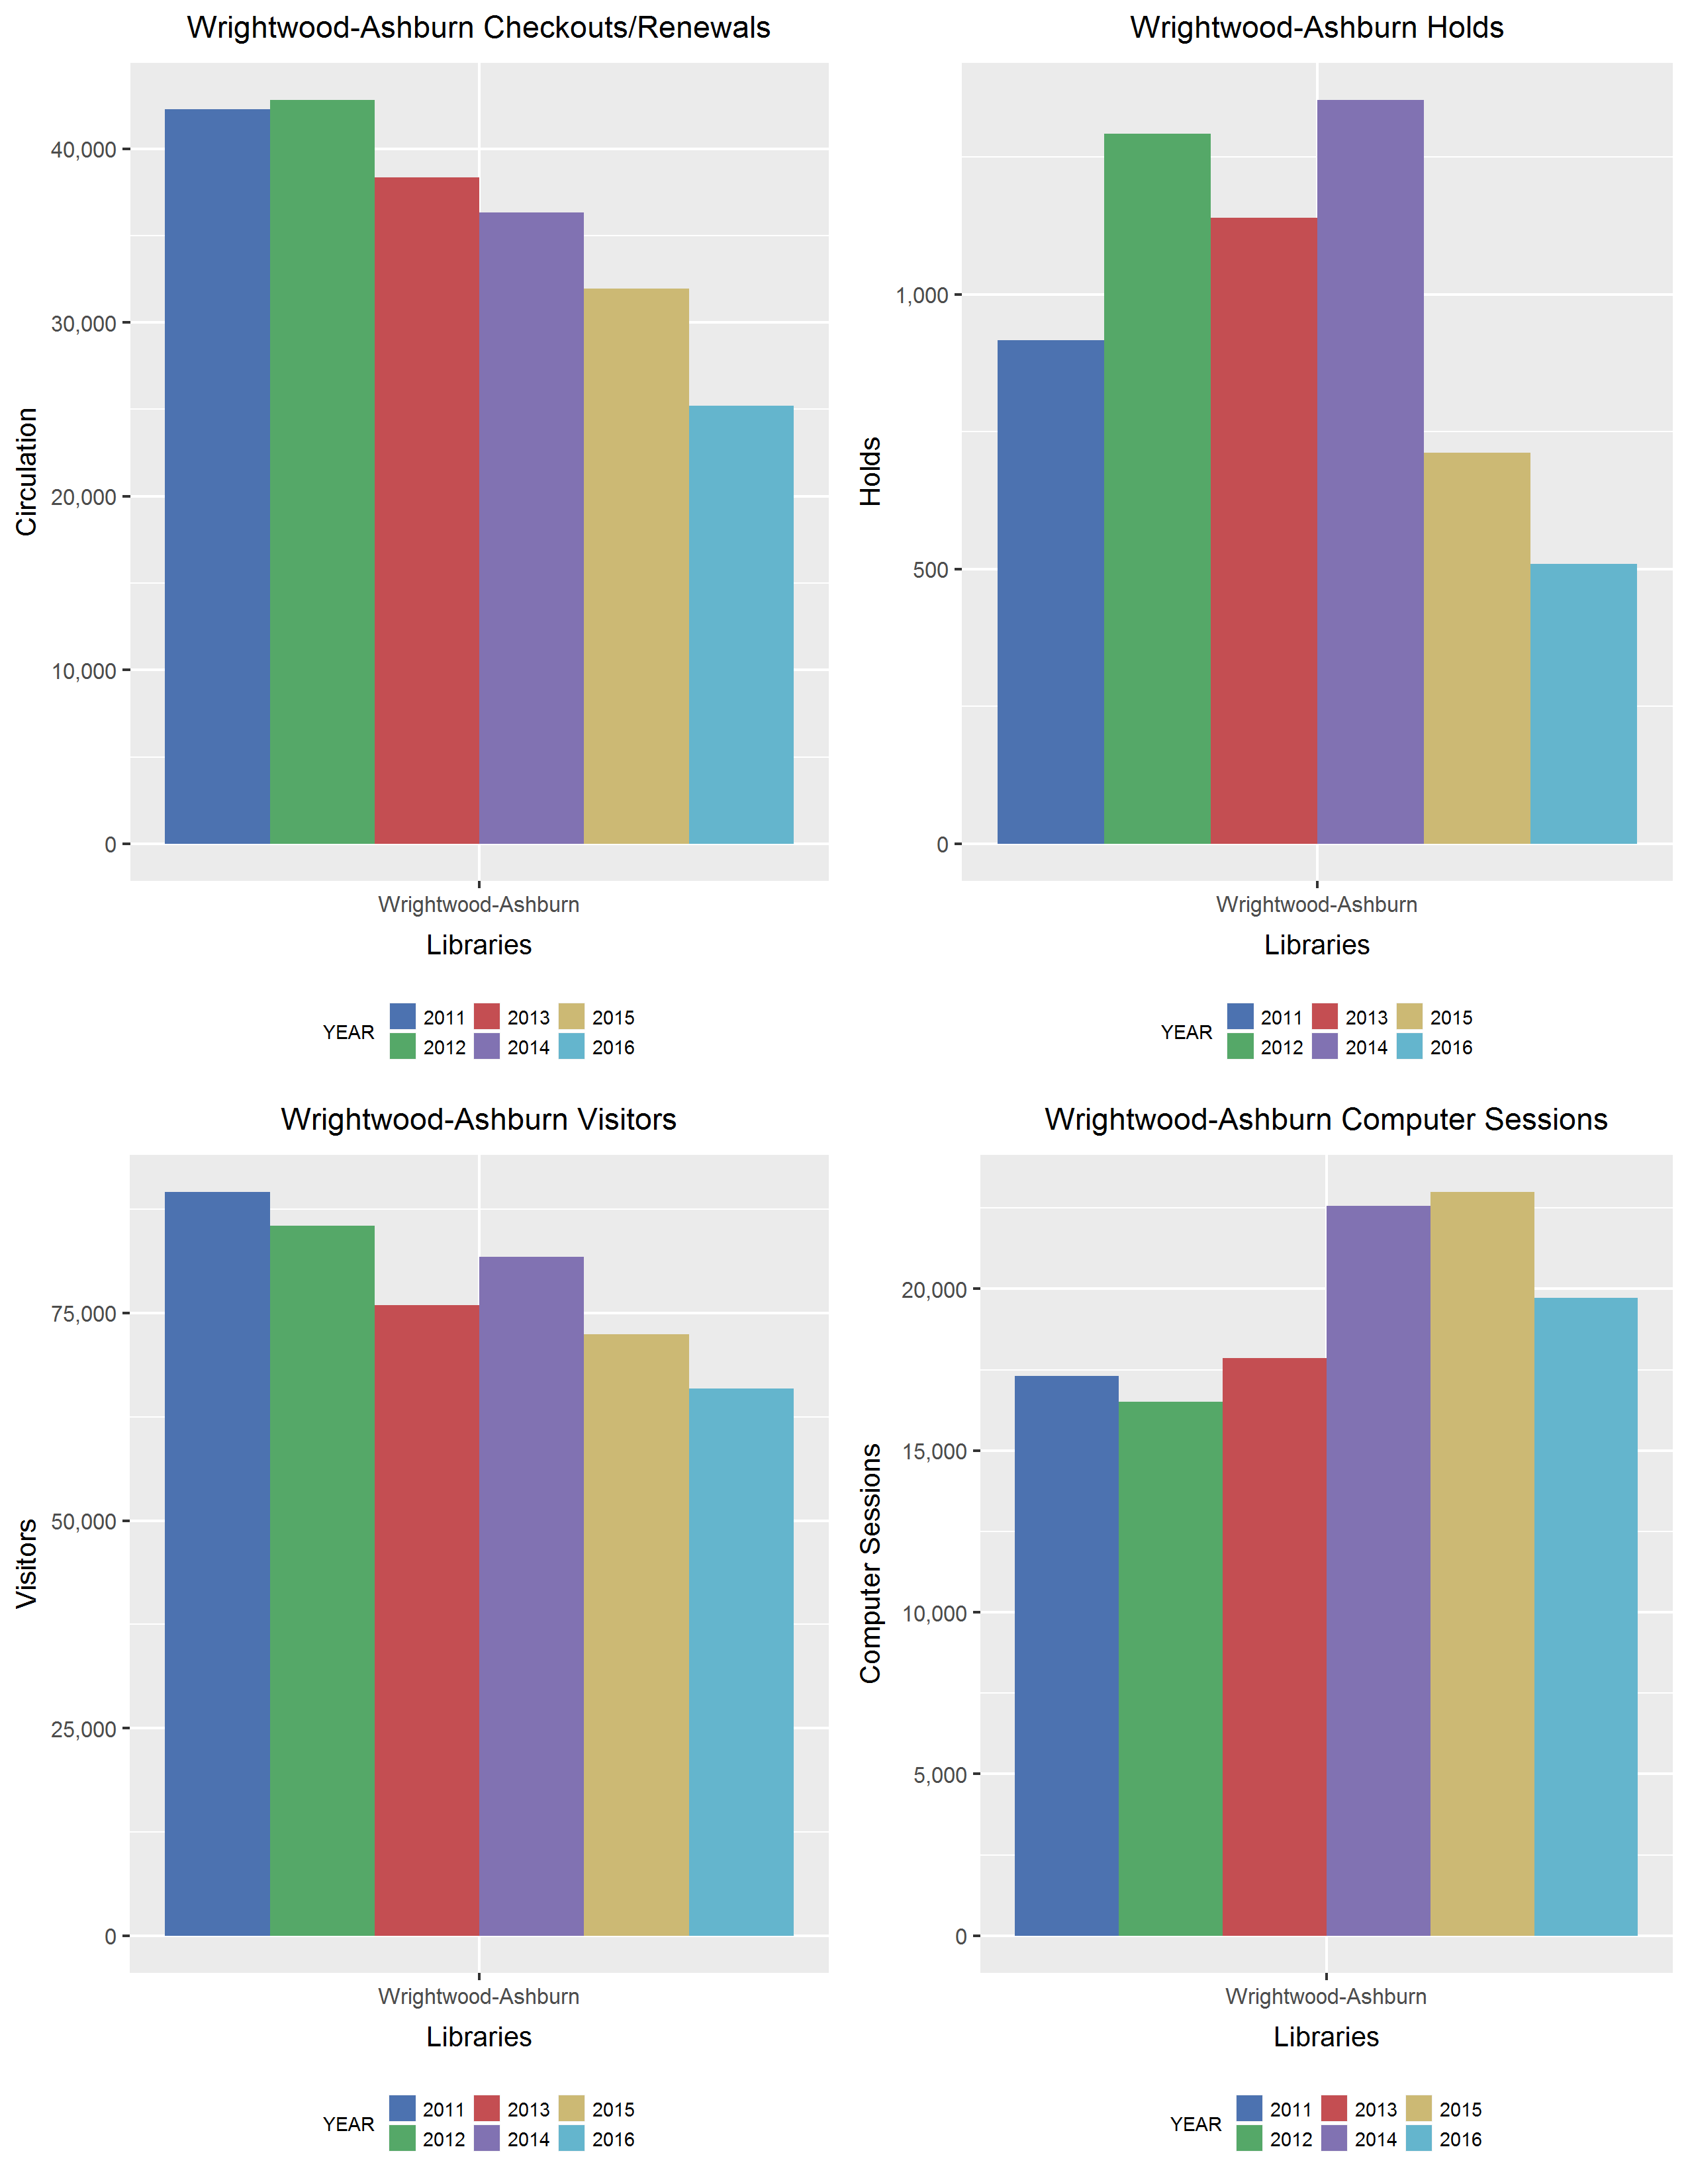 Wrightwood-Ashburn Checkouts/Renewals
Circulation
40,000
30,000
20,000
10,000
0
Wrightwood-Ashburn
Libraries
YEAR
2011 2013 2015
2012 2014 2016
Wrightwood-Ashburn Holds
Holds
1,000
500
0
Wrightwood-Ashburn
Libraries
YEAR
2011 2013 2015
2012 2014 2016
Wrightwood-Ashburn Visitors
Visitors
75,000
50,000
25,000
0
Wrightwood-Ashburn
Libraries
YEAR
2011 2013 2015
2012 2014 2016
Wrightwood-Ashburn Computer Sessions
Computer Sessions
20,000
15,000
10,000
5,000
0
Wrightwood-Ashburn
Libraries
YEAR
2011 2013 2015
2012 2014 2016